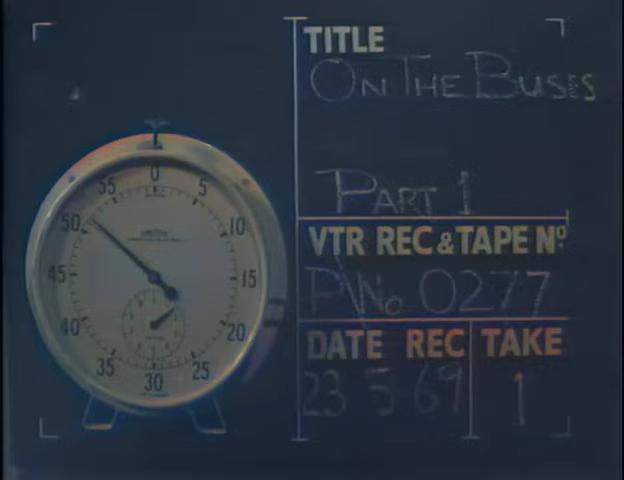 TITLE
ON THE BUSES
PART 1
VTR REC & TAPE Nº
P/No 0277
DATE REC TAKE
23 5-69 1
0
5
10
15
20
25
30
35
40
45
50
55